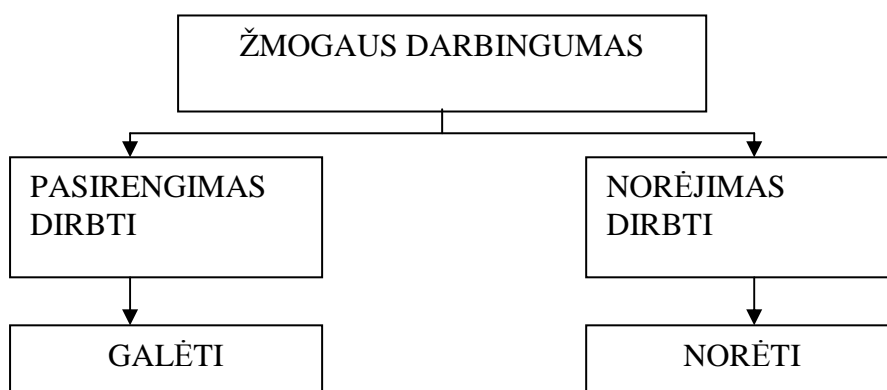 ŽMOGAUS DARBINGUMAS
PASIRENGIMAS
DIRBTI
NORĖJIMAS
DIRBTI
GALĖTI
NORĖTI